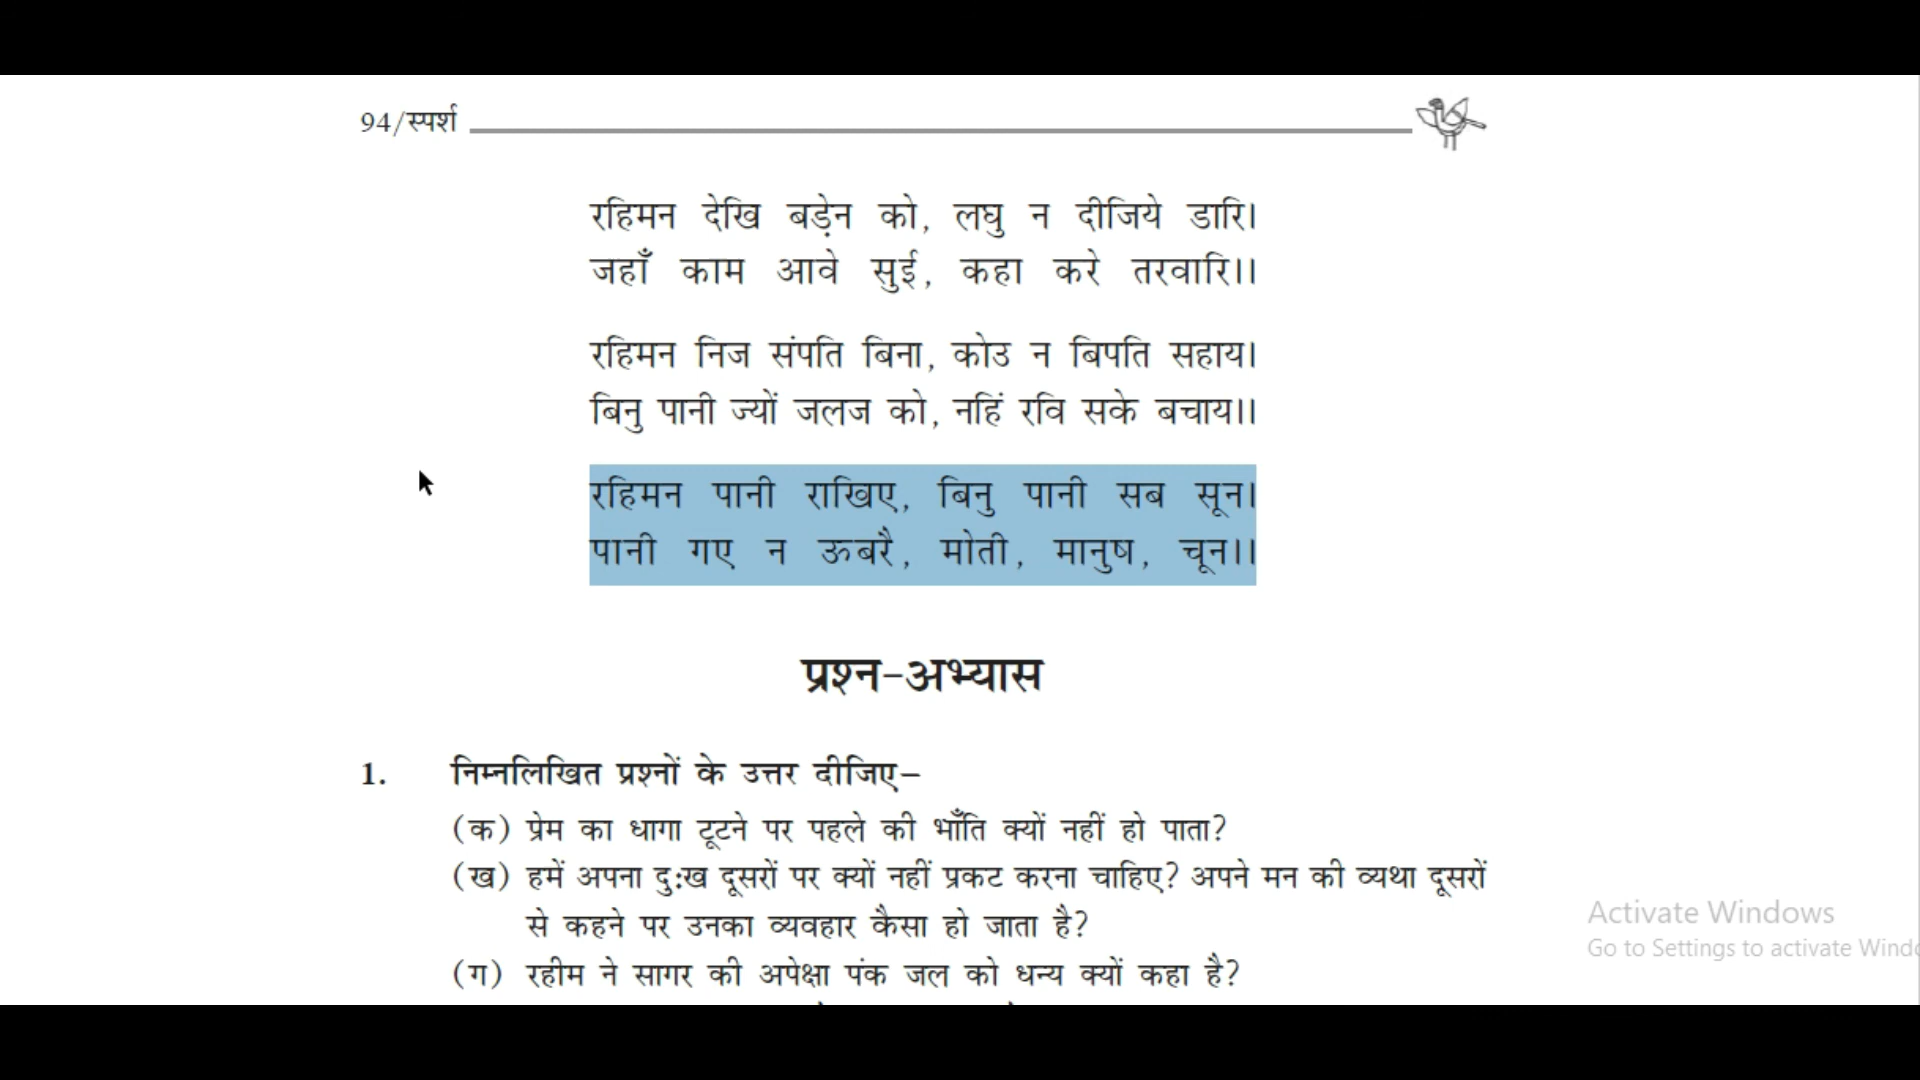 94/स्पर्श
रहिमन देखि बड़ेन को, लघु न दीजिये डारि।
जहाँ काम आवे सुई, कहा करे तरवारि।।
रहिमन निज संपति बिना, कोउ न बिपति सहाय।
बिनु पानी ज्यों जलज को, नहिं रवि सके बचाय।।
रहिमन पानी राखिए, बिनु पानी सब सून।
पानी गए न ऊबरै, मोती, मानुष, चून।।
प्रश्न-अभ्यास
1. निम्नलिखित प्रश्नों के उत्तर दीजिए–
(क) प्रेम का धागा टूटने पर पहले की भाँति क्यों नहीं हो पाता?
(ख) हमें अपना दुःख दूसरों पर क्यों नहीं प्रकट करना चाहिए? अपने मन की व्यथा दूसरों
से कहने पर उनका व्यवहार कैसा हो जाता है?
(ग) रहीम ने सागर की अपेक्षा पंक जल को धन्य क्यों कहा है?
Activate Windows
Go to Settings to activate